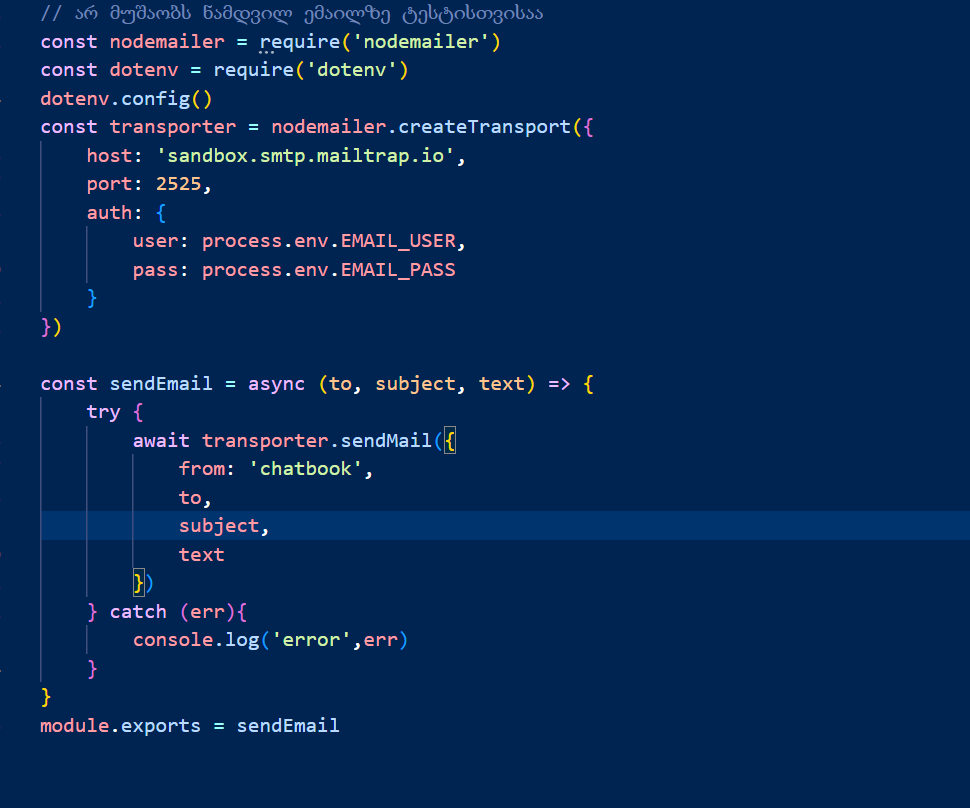 // არ მუშაობს ნამდვილ ემაილზე ტესტისთვისაა
const nodemailer = require('nodemailer')
const dotenv = require('dotenv')
dotenv.config()
const transporter = nodemailer.createTransport({
    host: 'sandbox.smtp.mailtrap.io',
    port: 2525,
    auth: {
        user: process.env.EMAIL_USER,
        pass: process.env.EMAIL_PASS
    }
})

const sendEmail = async (to, subject, text) => {
    try {
        await transporter.sendMail({
            from: 'chatbook',
            to,
            subject,
            text
        })
    } catch (err){
        console.log('error',err)
    }
}
module.exports = sendEmail